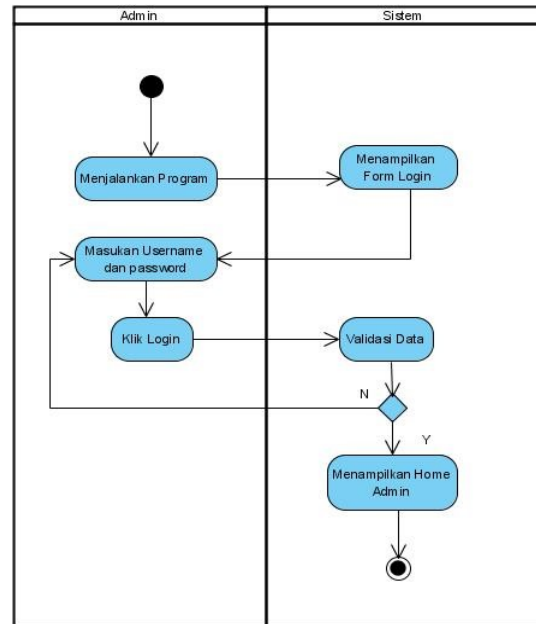 Admin
Sistem
Menjalankan Program
Menampilkan
Form Login
Masukan Username
dan password
Klik Login
Validasi Data
N
Y
Menampilkan Home
Admin